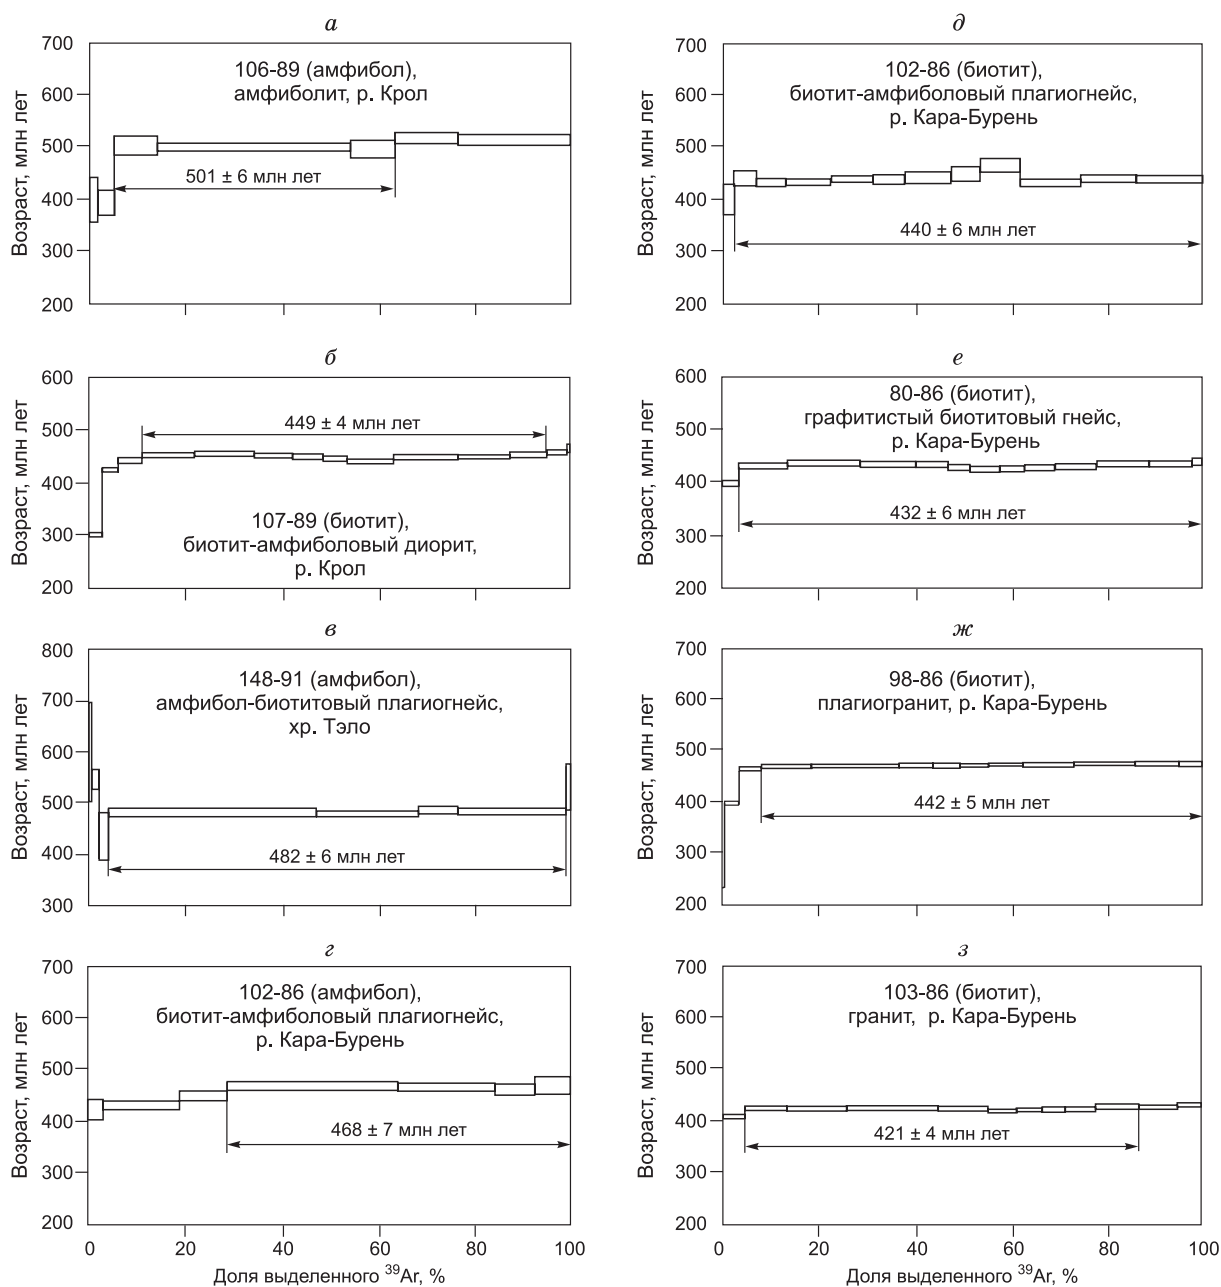 а
700
600
500
400
300
200
Возраст, млн лет
106-89 (амфибол),
амфиболит, р. Крол
501 ± 6 млн лет
б
600
500
400
300
200
Возраст, млн лет
449 ± 4 млн лет
107-89 (биотит),
биотит-амфиболовый диорит,
р. Крол
в
800
700
600
800
400
300
Возраст, млн лет
148-91 (амфибол),
амфибол-биотитовый плагиогнейс,
хр. Тэло
482 ± 6 млн лет
г
700
600
500
400
300
200
Возраст, млн лет
102-86 (амфибол),
биотит-амфиболовый плагиогнейс,
р. Кара-Бурень
468 ± 7 млн лет
0 20 40 60 80 100
Доля выделенного ³⁹Ar, %
д
700
600
500
400
300
200
Возраст, млн лет
102-86 (биотит),
биотит-амфиболовый плагиогнейс,
р. Кара-Бурень
440 ± 6 млн лет
е
600
500
400
300
200
Возраст, млн лет
80-86 (биотит),
графитистый биотитовый гнейс,
р. Кара-Бурень
432 ± 6 млн лет
ж
700
600
500
400
300
200
Возраст, млн лет
98-86 (биотит),
плагиогранит, р. Кара-Бурень
442 ± 5 млн лет
з
700
600
500
400
300
200
Возраст, млн лет
103-86 (биотит),
гранит, р. Кара-Бурень
421 ± 4 млн лет
0 20 40 60 80 100
Доля выделенного ³⁹Ar, %